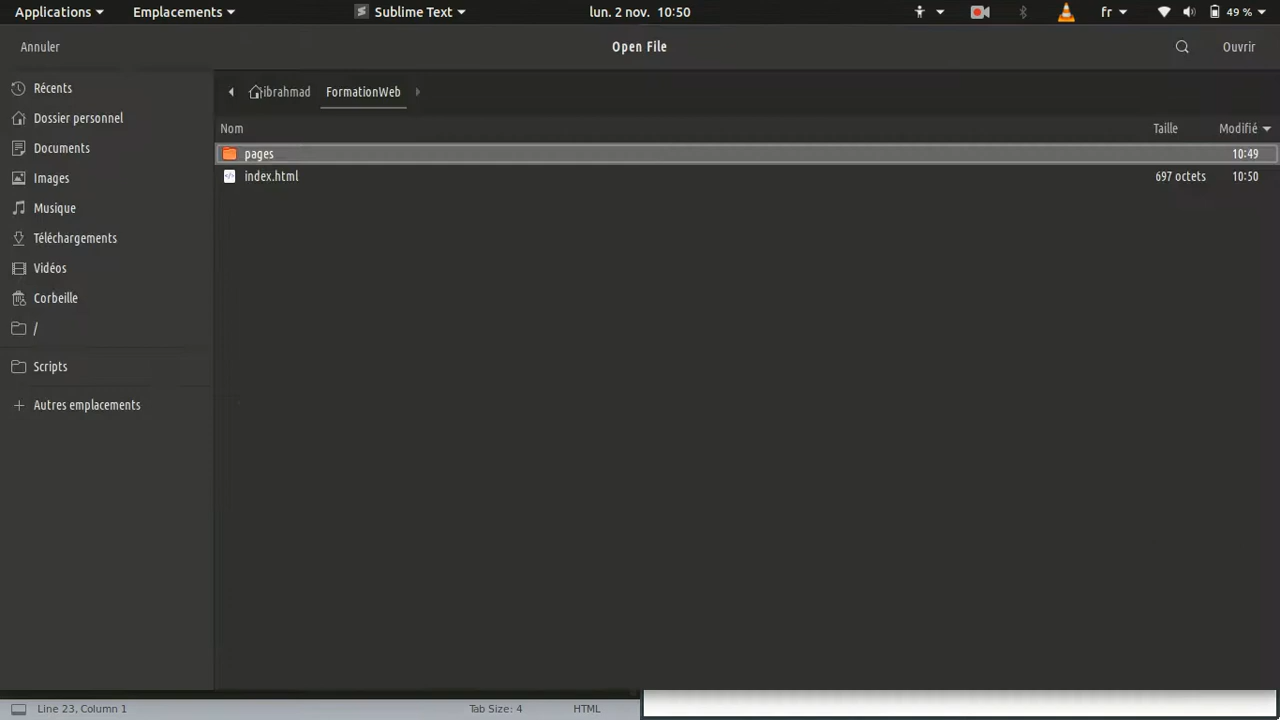 Applications Emplacements Sublime Text lun. 2 nov. 10:50 fr 49 %
Annuler Open File Ouvrir
ibrahmad FormationWeb
Récents
Dossier personnel
Documents
Images
Musique
Téléchargements
Vidéos
Corbeille
/
Scripts
Autres emplacements
Nom Taille Modifié
pages 10:49
index.html 697 octets 10:50
Line 23, Column 1 Tab Size: 4 HTML